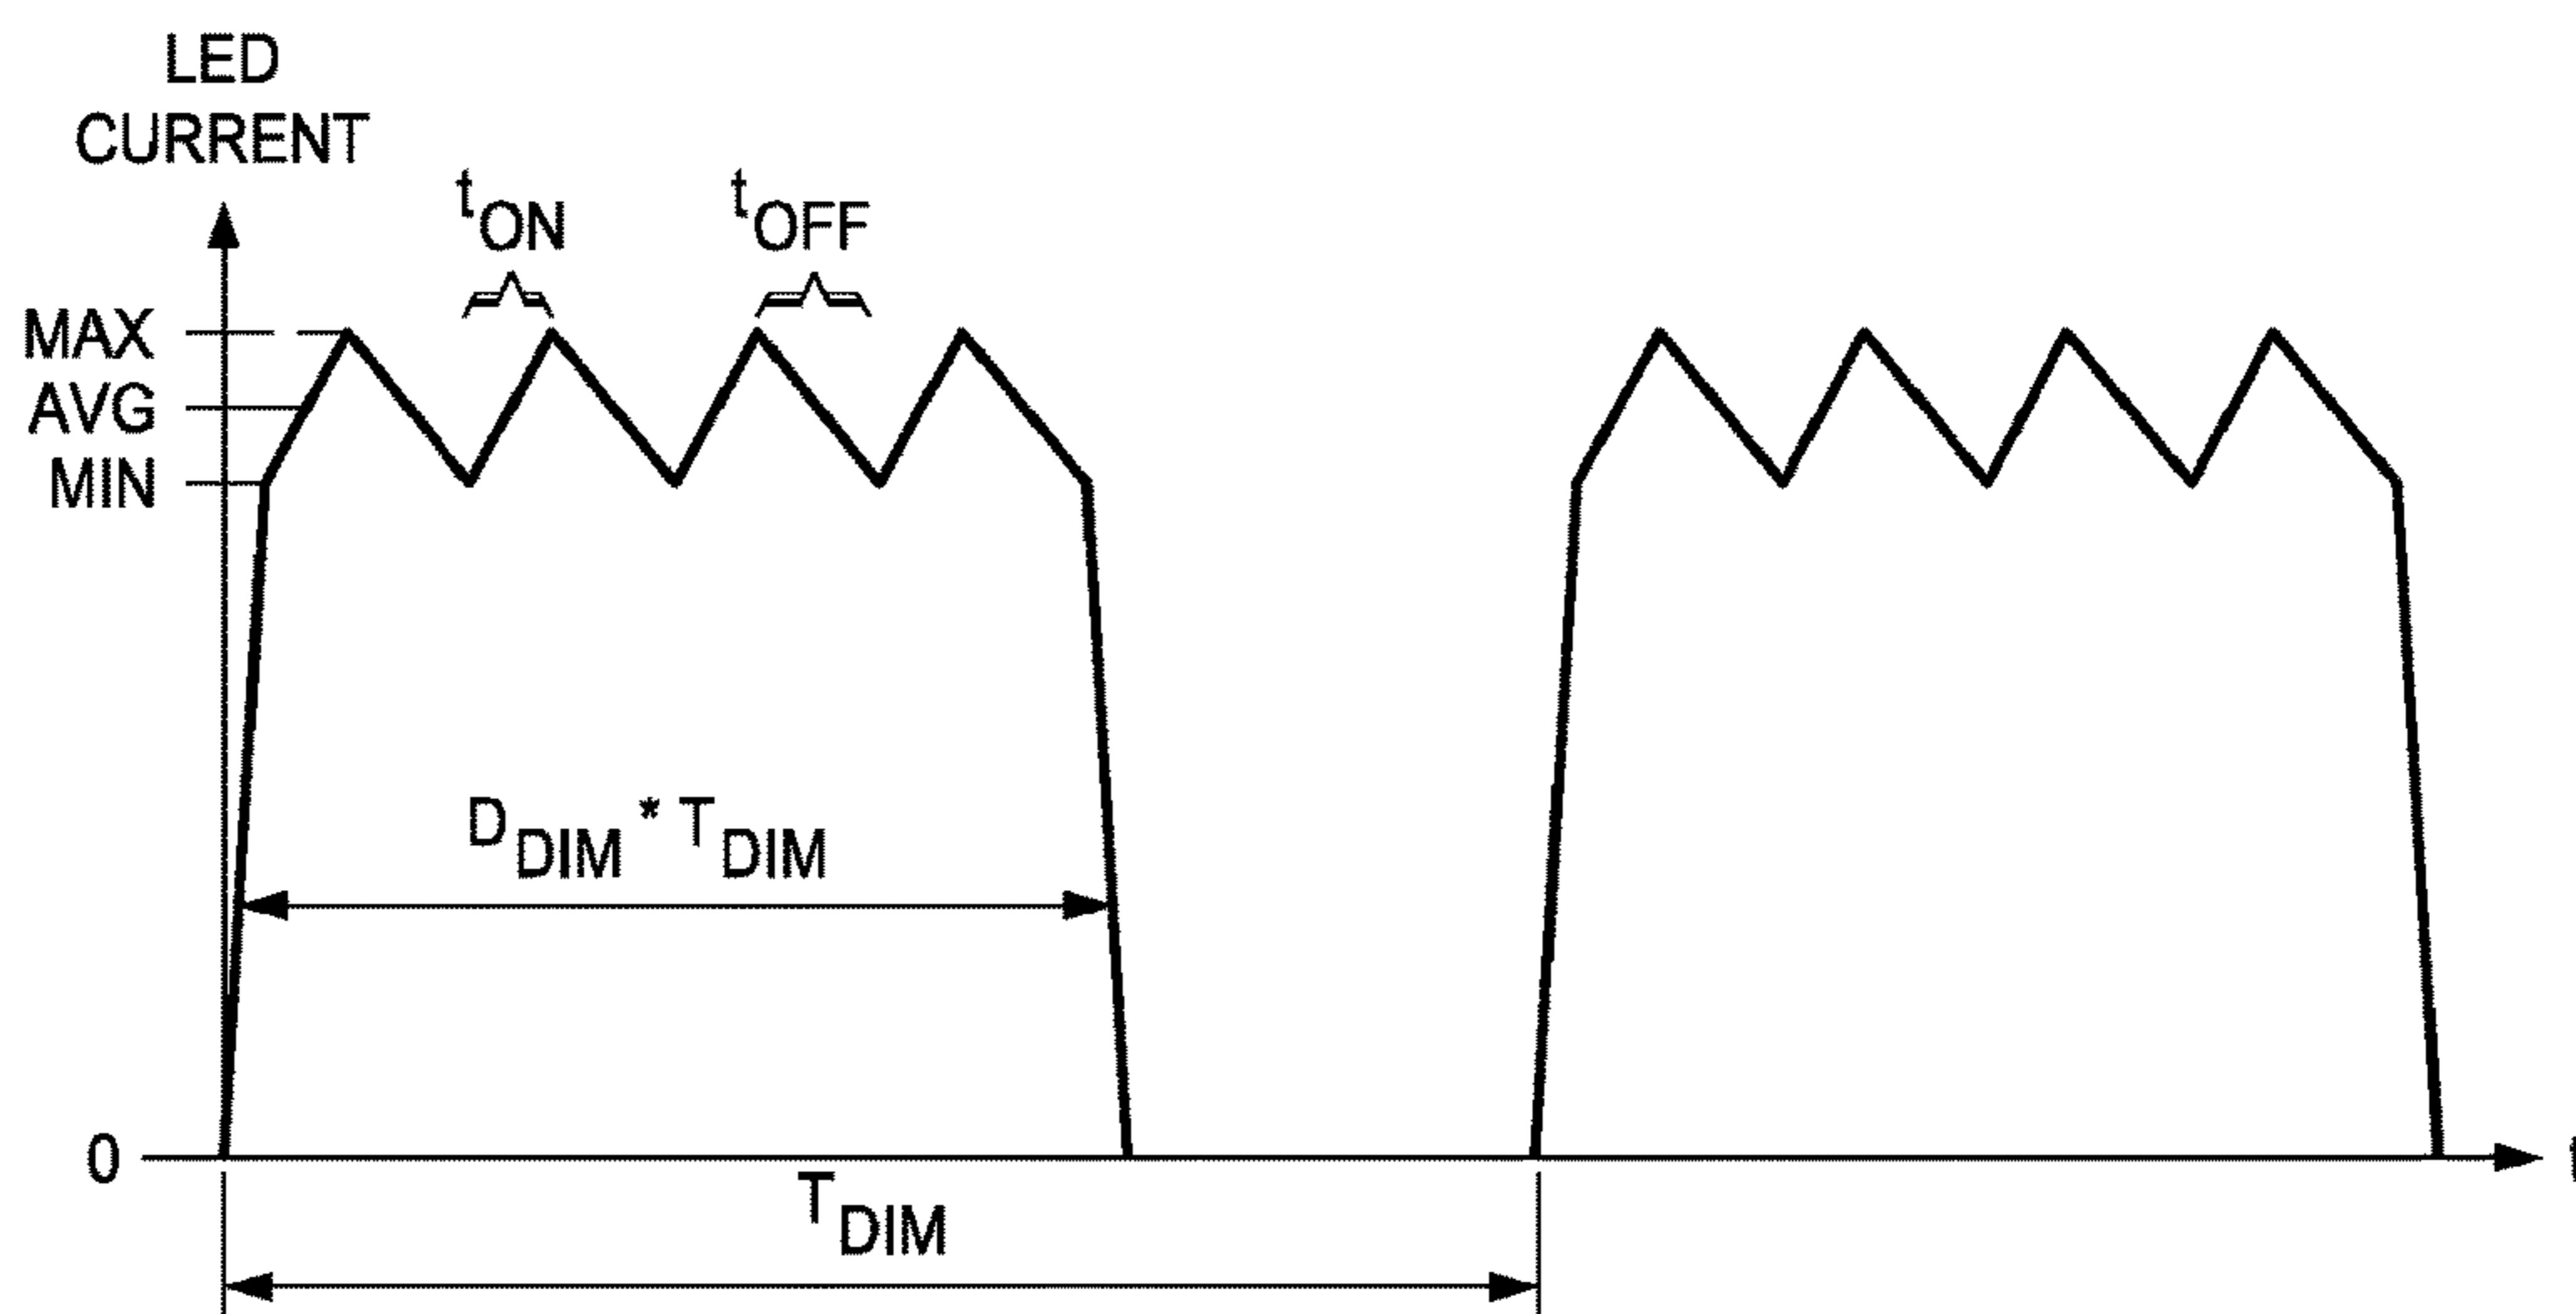 LED
CURRENT
tON
tOFF
MAX
AVG
MIN
DDIM * TDIM
0
t
TDIM